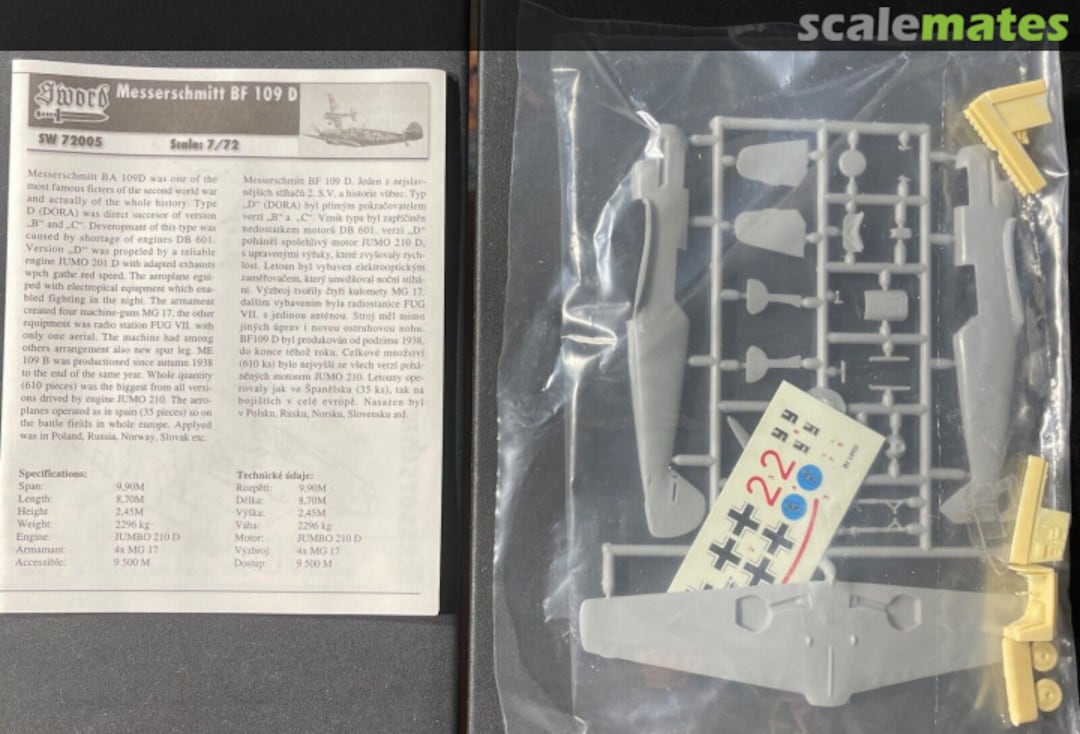 scalemates
Sword
Messerschmitt BF 109 D
SW 72005
Scale: 7/72
Messerschmitt BA 109D was one of the
most famous ficters of the second world war
and actually of the whole history. Type
D (DORA) was direct succesor of version
„B“ and „C“. Deveropmant of this type was
caused by shortage of engines DB 601.
Version „D“ was propeled by a reliable
engine JUMO 201 D with adapted exhausts
wpch gathe red speed. The aeroplane egui-
ped with electropical equipment which ena-
bled fighting in the night. The armament
created four machine-guns MG 17. the other
equipment was radio station FUG VII. with
only one aerial. The machine had among
others arrangement also new spur leg. ME
109 B was productioned since autumn 1938
to the end of the same year. Whole quantity
(610 pieces) was the biggest from all versi-
ons drived by engine JUMO 210. The aero-
planes operated as in spain (35 pieces) so on
the battle fields in whole europe. Applyed
was in Poland, Russia, Norway, Slovak etc.
Messerschmitt BF 109 D. Jeden z nejslav-
nějších stíhačů 2. S.V. a historie vůbec. Typ
„D“ (DORA) byl přímým pokračovatelem
verzí „B“ a „C“. Vznik typu byl zapříčiněn
nedostatkem motorů DB 601. verzi „D“
poháněl spolehlivý motor JUMO 210 D,
s upravenými výfuky, které zvyšovaly rych-
lost. Letoun byl vybaven elektrooptickým
zaměřovačem, který umožňoval noční stíhá-
ní. Výzbroj tvořily čtyři kulomety MG 17.
dalším vybavením byla radiostanice FUG
VII. s jedinou anténou. Stroj měl mimo
jiných úprav i novou ostruhovou nohu.
BF109 D byl produkován od podzimu 1938,
do konce téhož roku. Celkové množství
(610 ks) bylo největší ze všech verzí pohá-
něných motorem JUMO 210. Letouny ope-
rovaly jak ve Španělsku (35 ks), tak na
bojištích v celé evropě. Nasazen byl
v Polsku, Rusku, Norsku, Slovensku atd.
Specifications:
Span: 9,90M
Length: 8,70M
Height 2,45M
Weight: 2296 kg
Engine: JUMBO 210 D
Armamant: 4x MG 17
Accessible: 9 500 M
Technické údaje:
Rozpětí: 9,90M
Délka: 8,70M
Výška: 2,45M
Váha: 2296 kg
Motor: JUMBO 210 D
Výzbroj: 4x MG 17
Dostup: 9 500 M
22